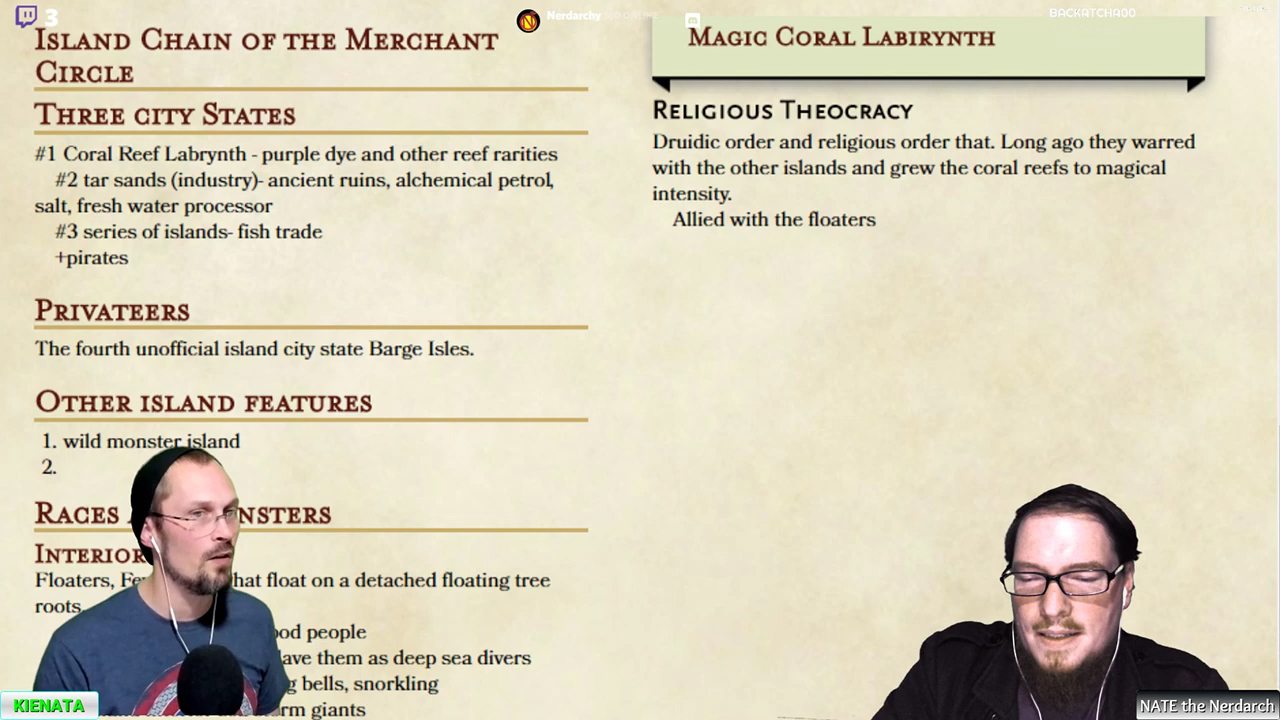 3
Nerdarchy
BACKATCHA00
Island Chain of the Merchant
Circle
Three city States
#1 Coral Reef Labrynth - purple dye and other reef rarities
#2 tar sands (industry)- ancient ruins, alchemical petrol,
salt, fresh water processor
#3 series of islands- fish trade
+pirates
Privateers
The fourth unofficial island city state Barge Isles.
Other island features
1. wild monster island
2.
Races
Interior
Floaters, that float on a detached floating tree
roots.
people
them as deep sea divers
bells, snorkling
giants
Magic Coral Labirynth
Religious Theocracy
Druidic order and religious order that. Long ago they warred
with the other islands and grew the coral reefs to magical
intensity.
Allied with the floaters
KIENATA
NATE the Nerdarch